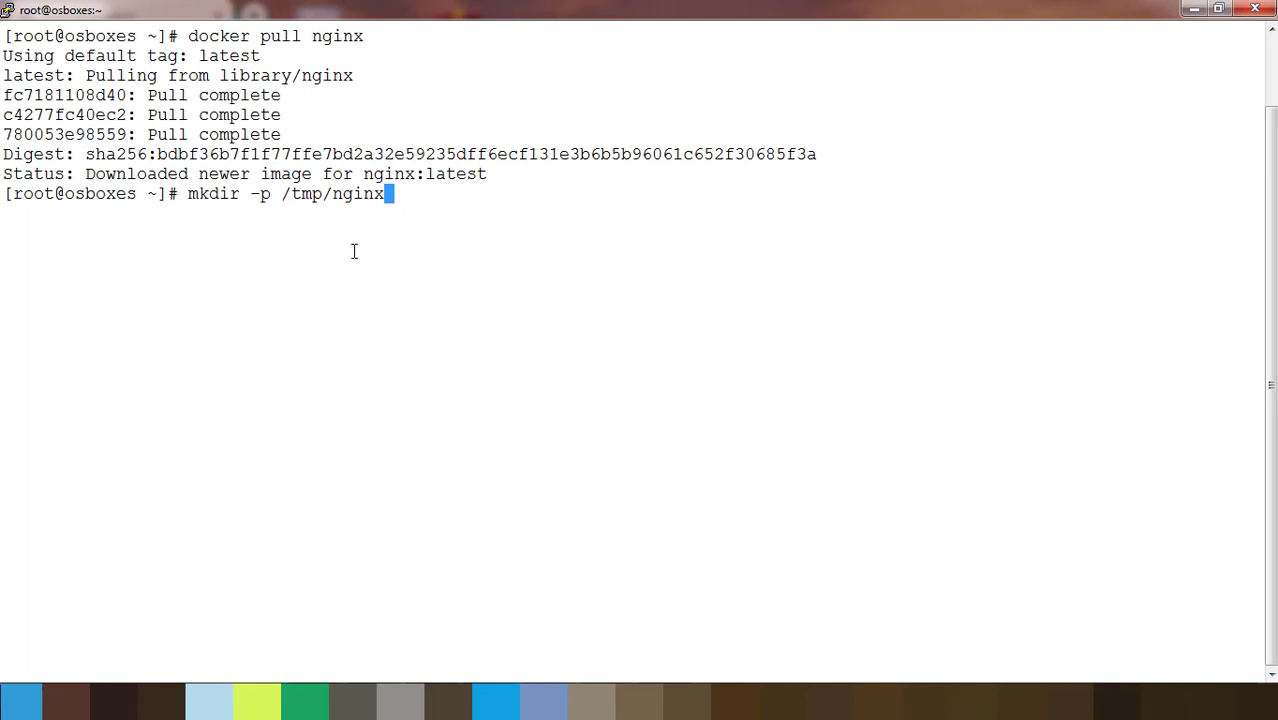 root@osboxes:~
[root@osboxes ~]# docker pull nginx
Using default tag: latest
latest: Pulling from library/nginx
fc7181108d40: Pull complete
c4277fc40ec2: Pull complete
780053e98559: Pull complete
Digest: sha256:bdbf36b7f1f77ffe7bd2a32e59235dff6ecf131e3b6b5b96061c652f30685f3a
Status: Downloaded newer image for nginx:latest
[root@osboxes ~]# mkdir -p /tmp/nginx